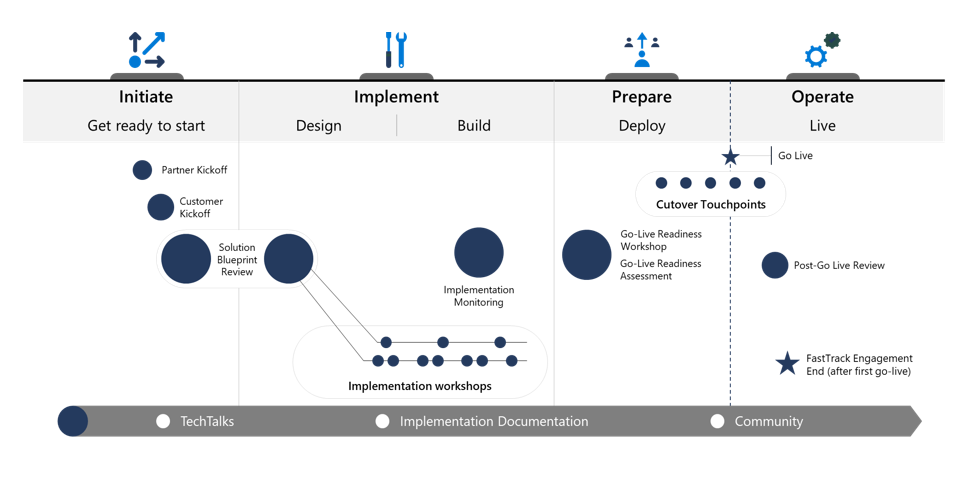 Initiate
Implement
Prepare
Operate
Get ready to start
Design
Build
Deploy
Live
Go Live
Partner Kickoff
Customer
Kickoff
Cutover Touchpoints
Solution
Blueprint
Review
Go-Live Readiness
Workshop
Go-Live Readiness
Assessment
Post-Go Live Review
Implementation
Monitoring
FastTrack Engagement
End (after first go-live)
Implementation workshops
TechTalks
Implementation Documentation
Community